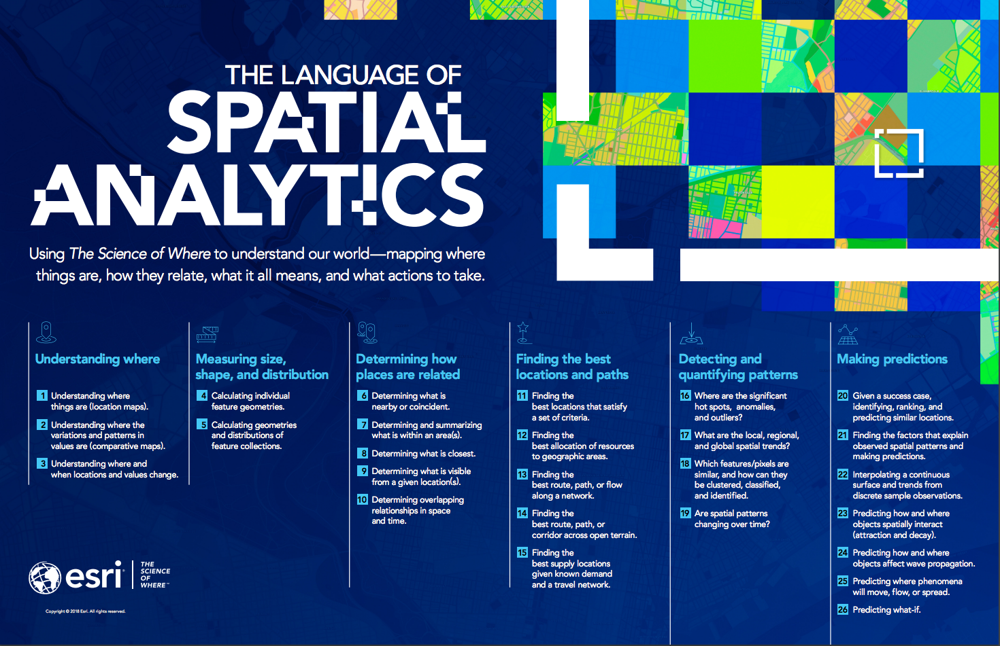 THE LANGUAGE OF
SPATIAL
ANALYTICS
Using The Science of Where to understand our world—mapping where
things are, how they relate, what it all means, and what actions to take.
Understanding where
1 Understanding where
things are (location maps).
2 Understanding where the
variations and patterns in
values are (comparative maps).
3 Understanding where and
when locations and values change.
Measuring size,
shape, and distribution
4 Calculating individual
feature geometries.
5 Calculating geometries
and distributions of
feature collections.
Determining how
places are related
6 Determining what is
nearby or coincident.
7 Determining and summarizing
what is within an area(s).
8 Determining what is closest.
9 Determining what is visible
from a given location(s).
10 Determining overlapping
relationships in space
and time.
Finding the best
locations and paths
11 Finding the
best locations that satisfy
a set of criteria.
12 Finding the
best allocation of resources
to geographic areas.
13 Finding the
best route, path, or flow
along a network.
14 Finding the
best route, path, or
corridor across open terrain.
15 Finding the
best supply locations
given known demand
and a travel network.
Detecting and
quantifying patterns
16 Where are the significant
hot spots, anomalies,
and outliers?
17 What are the local, regional,
and global spatial trends?
18 Which features/pixels are
similar, and how can they
be clustered, classified,
and identified.
19 Are spatial patterns
changing over time?
Making predictions
20 Given a success case,
identifying, ranking, and
predicting similar locations.
21 Finding the factors that explain
observed spatial patterns and
making predictions.
22 Interpolating a continuous
surface and trends from
discrete sample observations.
23 Predicting how and where
objects spatially interact
(attraction and decay).
24 Predicting how and where
objects affect wave propagation.
25 Predicting where phenomena
will move, flow, or spread.
26 Predicting what-if.
esri
THE
SCIENCE
OF
WHERE™
Copyright © 2018 Esri. All rights reserved.